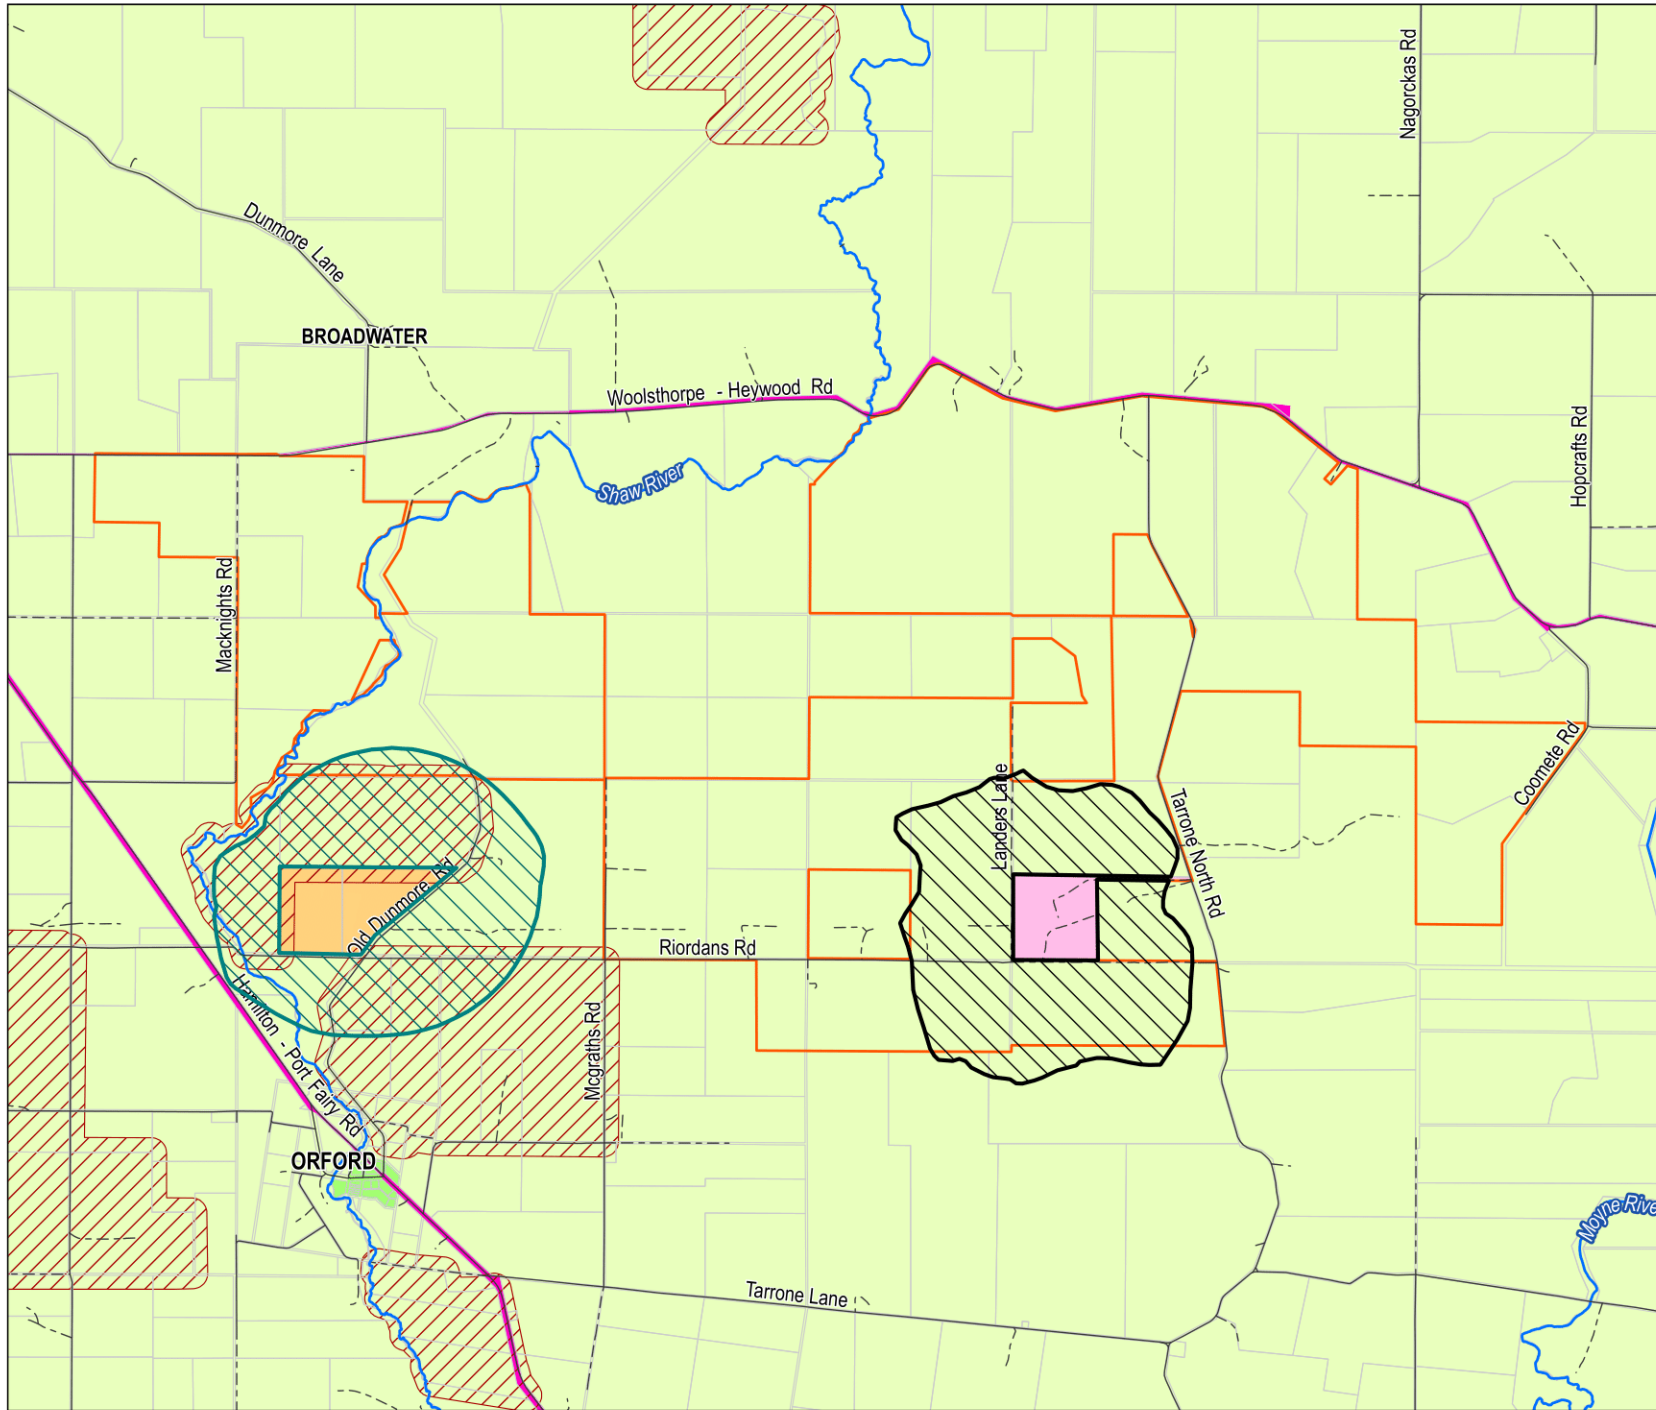 Nagorckas Rd
Dunmore Lane
BROADWATER
Woolsthorpe - Heywood Rd
Hopcrafts Rd
Shaw River
Macknights Rd
Coomete Rd
Landers Lane
Tarrone North Rd
Old Dunmore Rd
Riordans Rd
Hamilton - Port Fairy Rd
Mcgraths Rd
ORFORD
Moyne Rive
Tarrone Lane